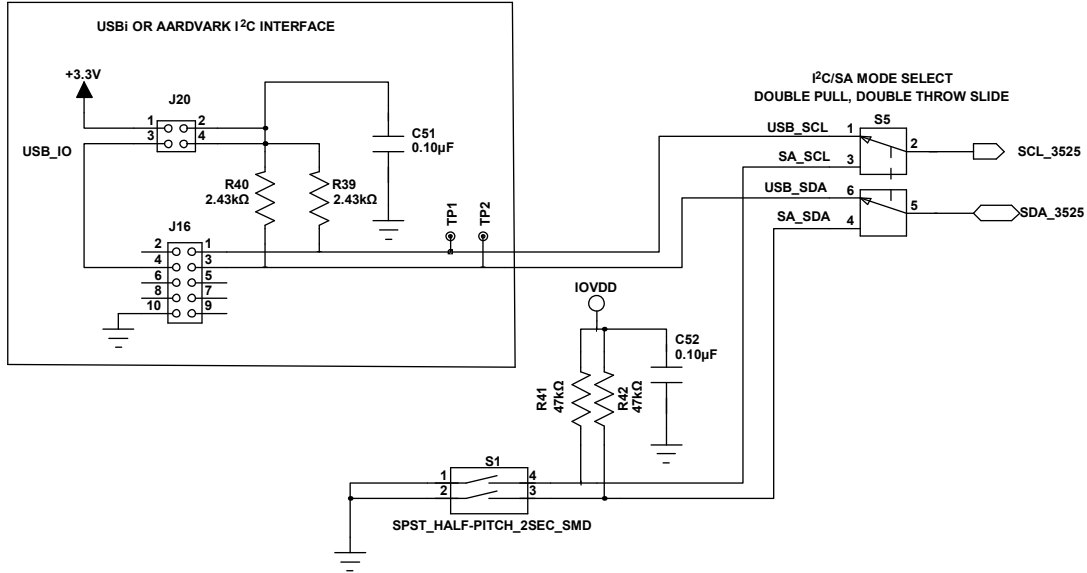 USBi OR AARDVARK I²C INTERFACE
+3.3V
J20
1 2
3 4
USB_IO
C51
0.10µF
R40
2.43kΩ
R39
2.43kΩ
TP1
TP2
J16
2 1
4 3
6 5
8 7
10 9
I²C/SA MODE SELECT
DOUBLE PULL, DOUBLE THROW SLIDE
S5
USB_SCL 1
2 SCL_3525
SA_SCL 3
USB_SDA 6
5 SDA_3525
SA_SDA 4
IOVDD
C52
0.10µF
R41
47kΩ
R42
47kΩ
S1
1 4
2 3
SPST_HALF-PITCH_2SEC_SMD